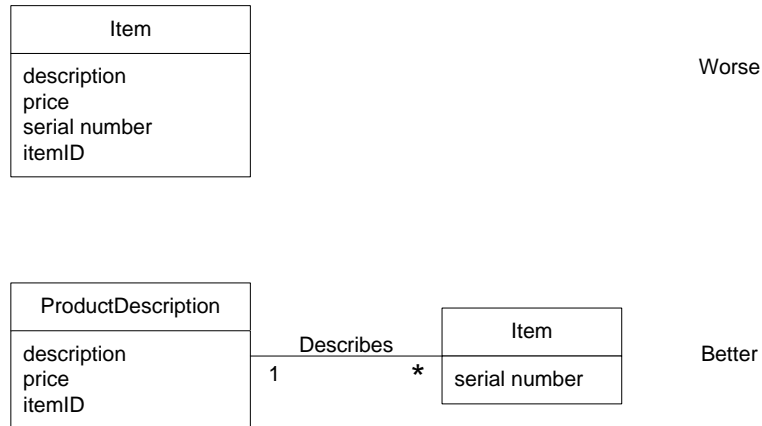 Item
description
price
serial number
itemID
Worse
ProductDescription
description
price
itemID
Describes
1
*
Item
serial number
Better